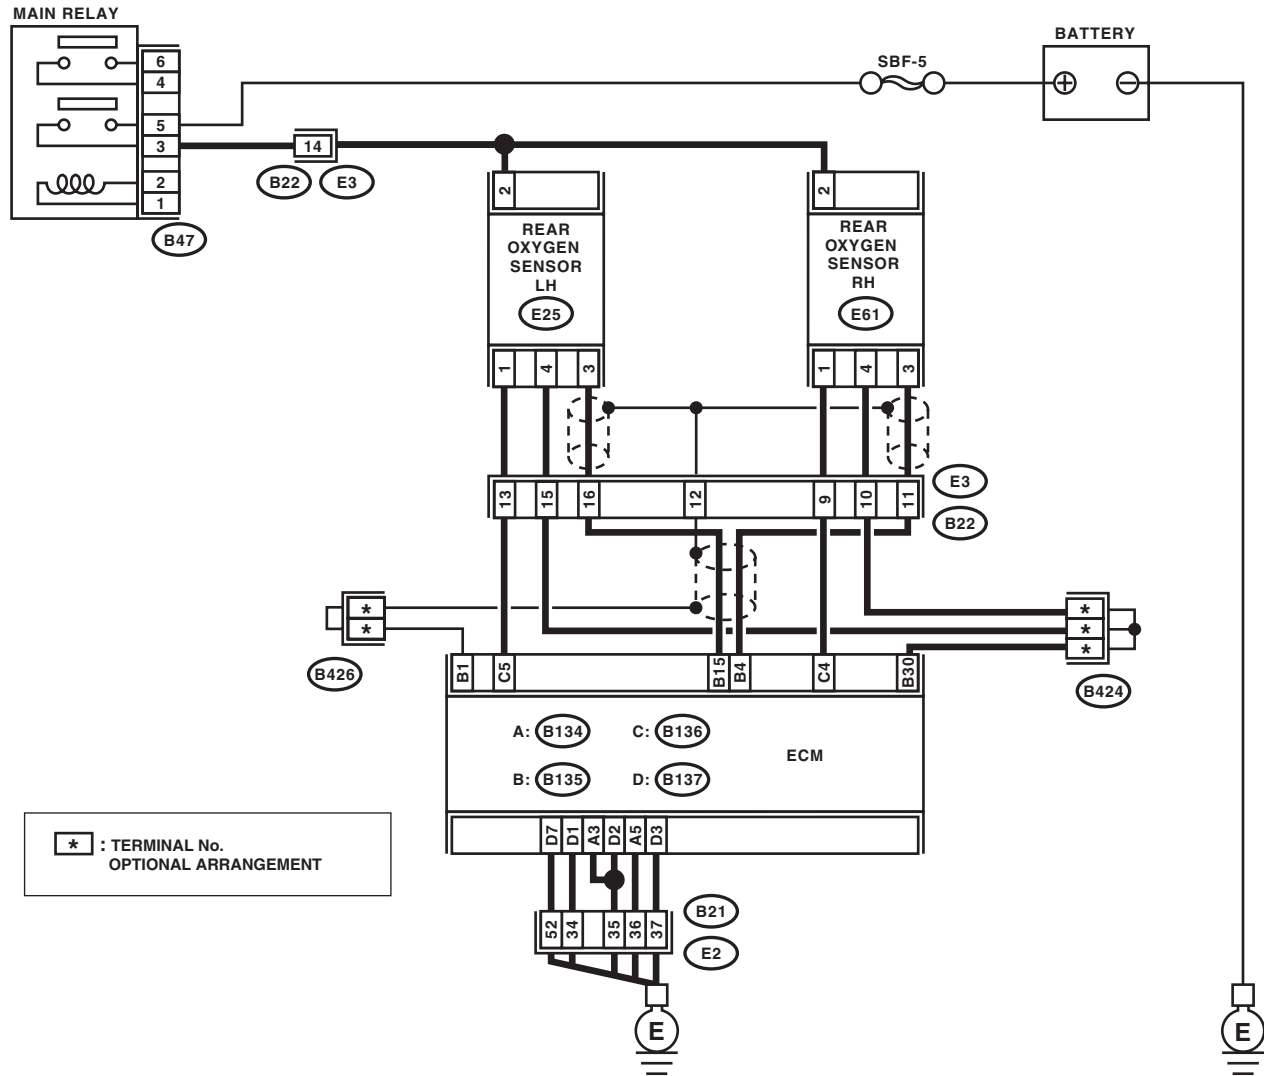 MAIN RELAY
BATTERY
SBF-5
6
4
5
3
2
1
14
B22 E3
B47
2
2
REAR
OXYGEN
SENSOR
LH
E25
REAR
OXYGEN
SENSOR
RH
E61
1 4 3
1 4 3
E3
13 15 16 12 9 10 11
B22
*
*
B426
*
*
*
B424
B1 C5 B15 B4 C4 B30
A: B134 C: B136
ECM
B: B135 D: B137
* : TERMINAL No.
OPTIONAL ARRANGEMENT
D7 D1 A3 D2 A5 D3
B21
52 34 35 36 37
E2
E
E